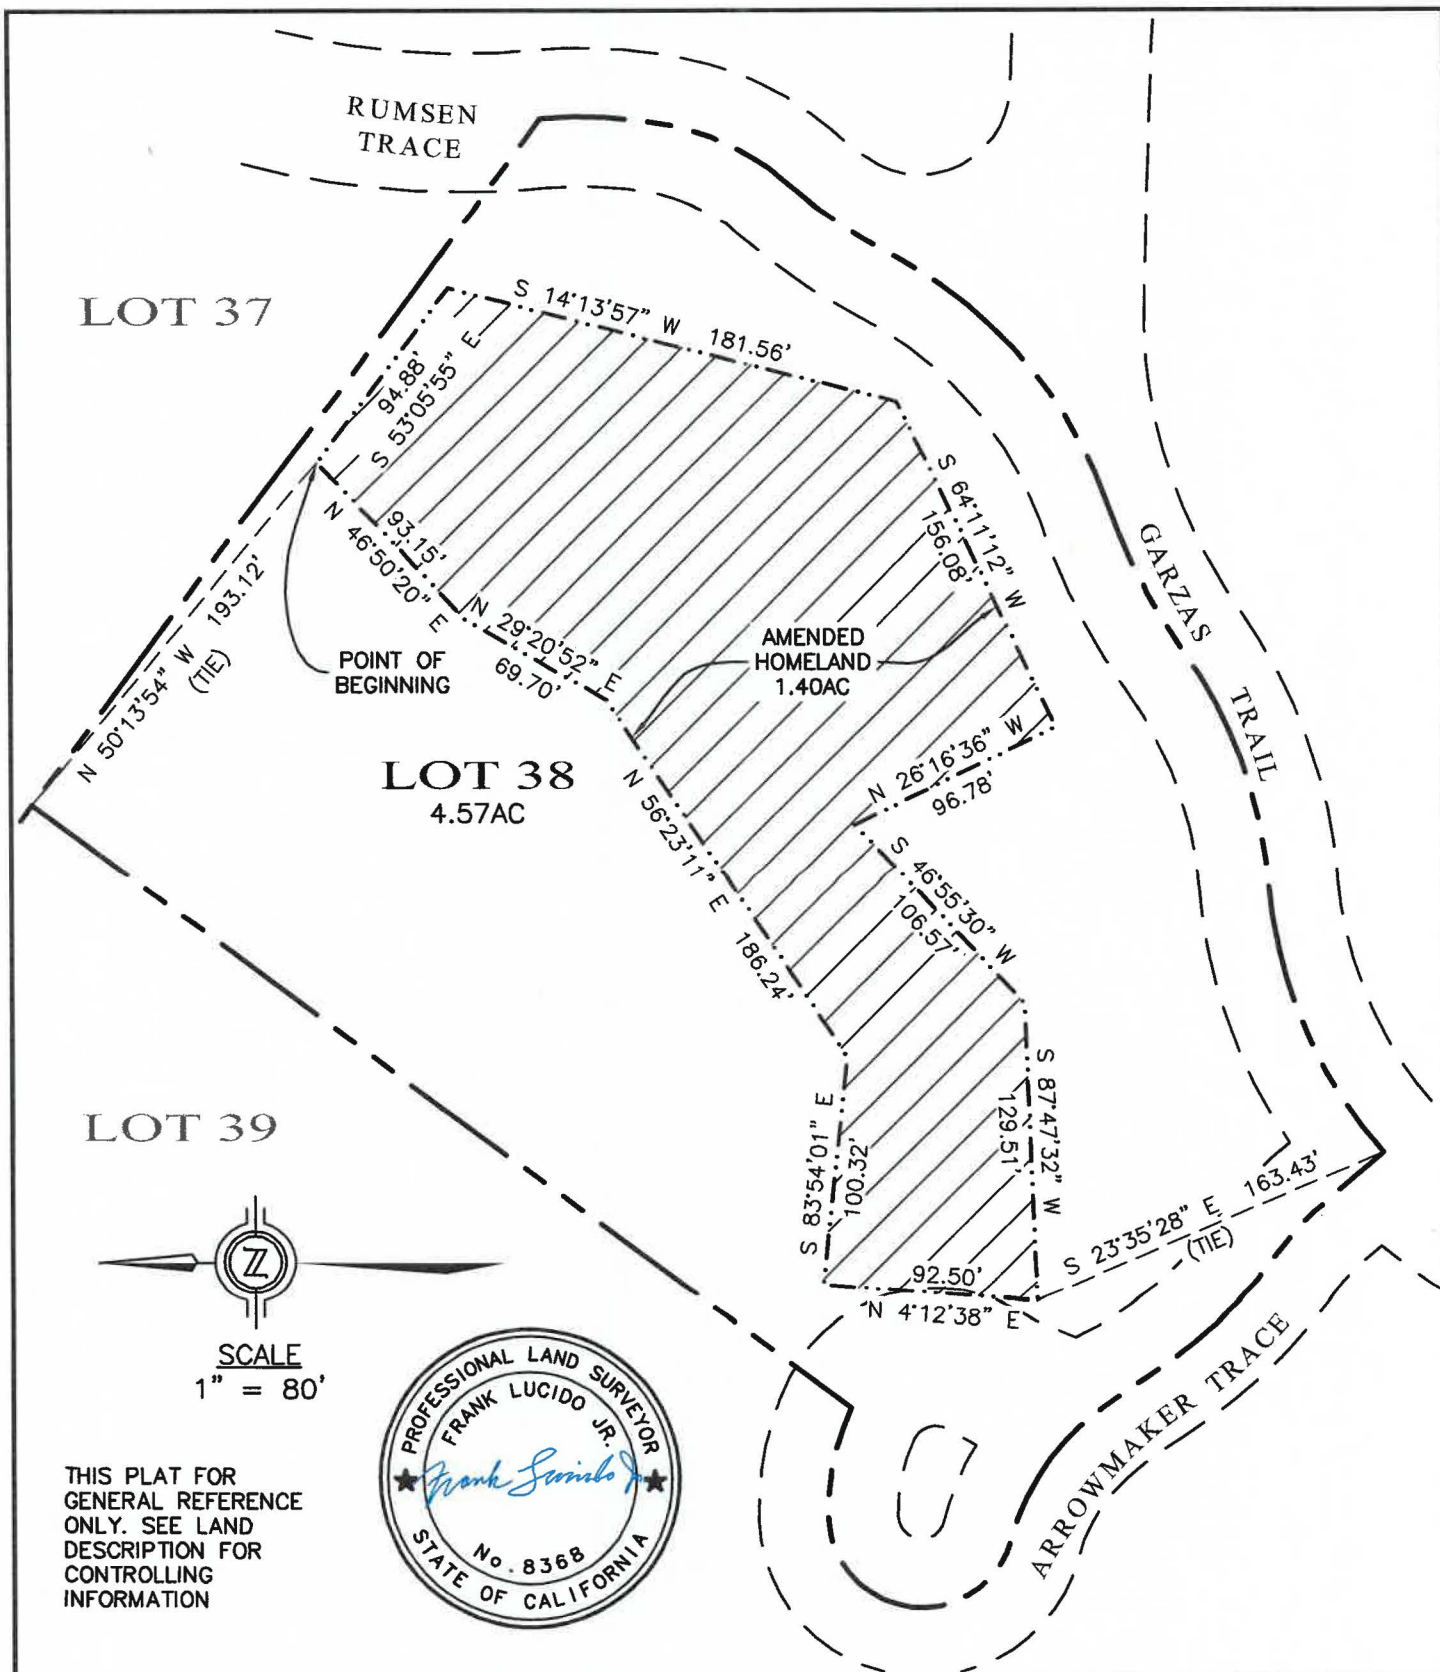 RUMSEN
TRACE
LOT 37
S 14°13'57" W 181.56'
94.88'
S 53°05'55" E
S 64°11'12" W
156.08'
93.15'
N 46°50'20" E
N 29°20'52" E
69.70'
N 50°13'54" W 193.12'
(TIE)
POINT OF
BEGINNING
AMENDED
HOMELAND
1.40AC
GARZAS
TRAIL
N 26°16'36" W
96.78'
LOT 38
4.57AC
N 56°23'11" E
186.24'
S 46°55'30" W
106.57'
LOT 39
S 83°54'01" E
100.32'
S 87°47'32" W
129.51'
S 23°35'28" E 163.43'
(TIE)
92.50'
N 4°12'38" E
Z
SCALE
1" = 80'
ARROWMAKER TRACE
PROFESSIONAL LAND SURVEYOR
FRANK LUCIDO JR.
Frank Lucido Jr
No. 8368
STATE OF CALIFORNIA
THIS PLAT FOR
GENERAL REFERENCE
ONLY. SEE LAND
DESCRIPTION FOR
CONTROLLING
INFORMATION